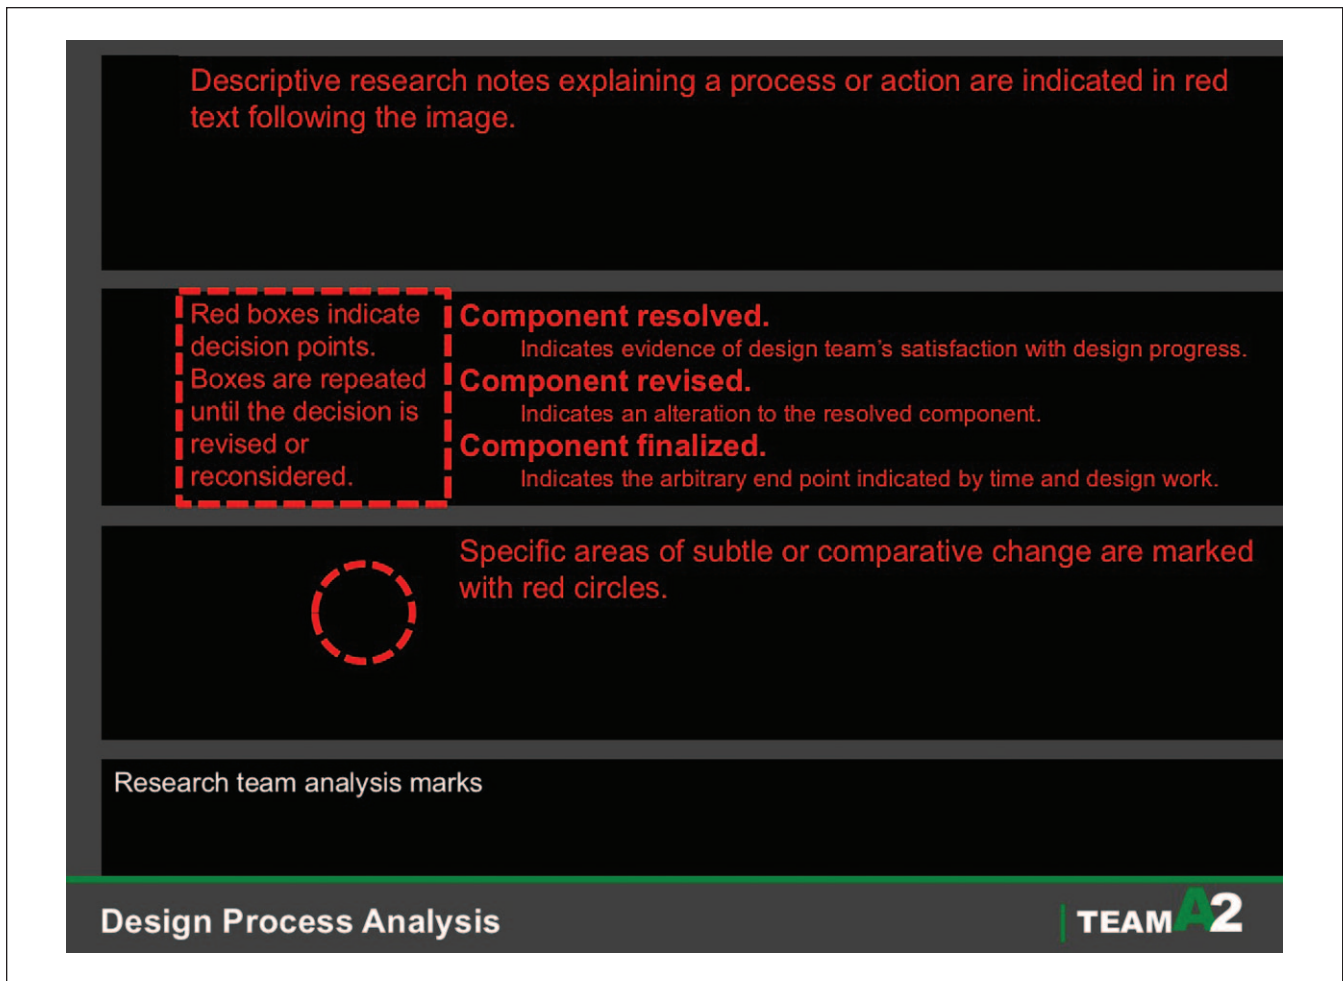 Descriptive research notes explaining a process or action are indicated in red
text following the image.
Red boxes indicate
decision points.
Boxes are repeated
until the decision is
revised or
reconsidered.
Component resolved.
Indicates evidence of design team's satisfaction with design progress.
Component revised.
Indicates an alteration to the resolved component.
Component finalized.
Indicates the arbitrary end point indicated by time and design work.
Specific areas of subtle or comparative change are marked
with red circles.
Research team analysis marks
Design Process Analysis
TEAMA2